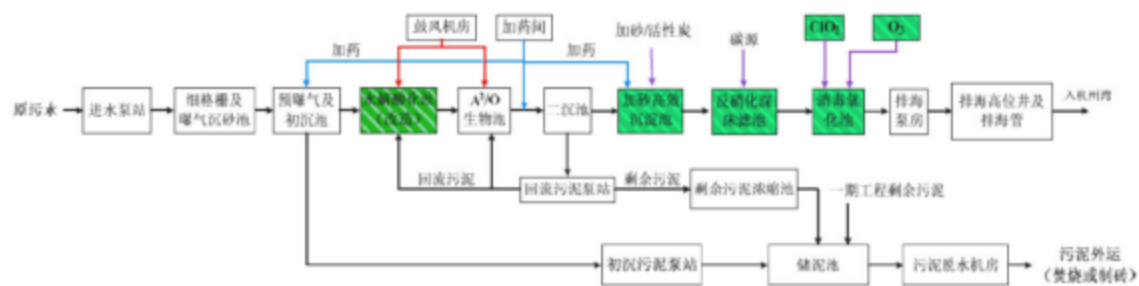 鼓风机房
加药间
加砂/活性炭
碳源
ClO₂
O₃
加药
加药
原污水
进水泵站
细格栅及
曝气沉砂池
预曝气及
初沉池
水解酸化池
(改造)
A²/O
生物池
二沉池
加砂高效
沉淀池
反硝化深
床滤池
消毒氧
化池
排海
泵房
排海高位井及
排海管
入杭州湾
回流污泥
回流污泥泵站
剩余污泥
剩余污泥浓缩池
一期工程剩余污泥
初沉污泥泵站
储泥池
污泥脱水机房
污泥外运
(焚烧或制砖)